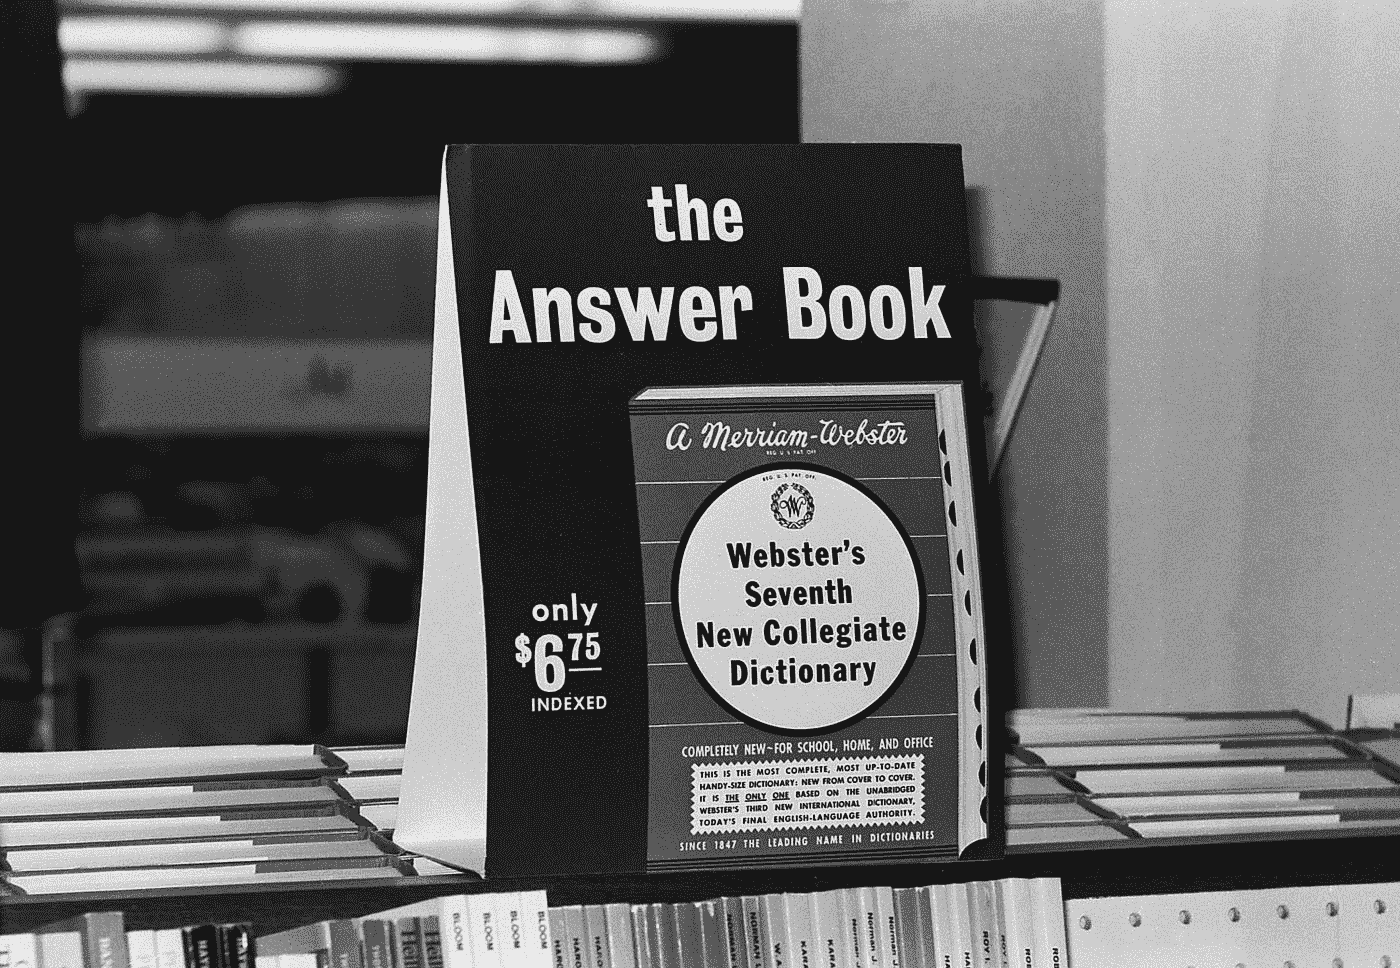 the
Answer Book
A Merriam-Webster
REG. U.S. PAT. OFF.
REG. U.S. PAT. OFF.
W
Webster's
Seventh
New Collegiate
Dictionary
only
$6 75
INDEXED
COMPLETELY NEW~FOR SCHOOL, HOME, AND OFFICE
THIS IS THE MOST COMPLETE, MOST UP-TO-DATE
HANDY-SIZE DICTIONARY: NEW FROM COVER TO COVER.
IT IS THE ONLY ONE BASED ON THE UNABRIDGED
WEBSTER'S THIRD NEW INTERNATIONAL DICTIONARY,
TODAY'S FINAL ENGLISH-LANGUAGE AUTHORITY.
SINCE 1847 THE LEADING NAME IN DICTIONARIES
BLOOM
BLOOM
BLOOM
BLOOM